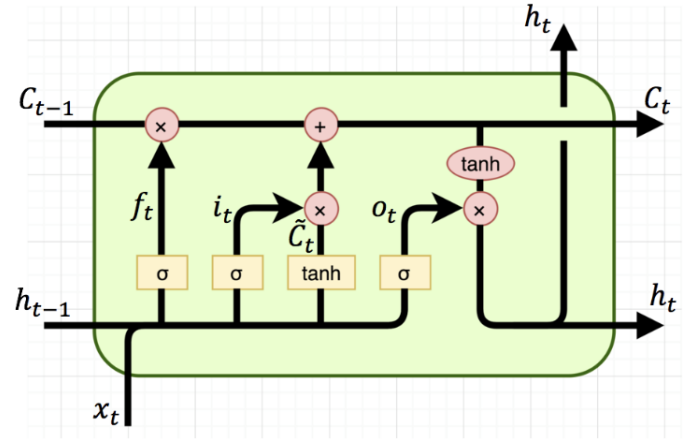 h_t
C_{t-1}
×
+
C_t
tanh
f_t
i_t
×
o_t
×
C̃_t
σ
σ
tanh
σ
h_{t-1}
h_t
x_t